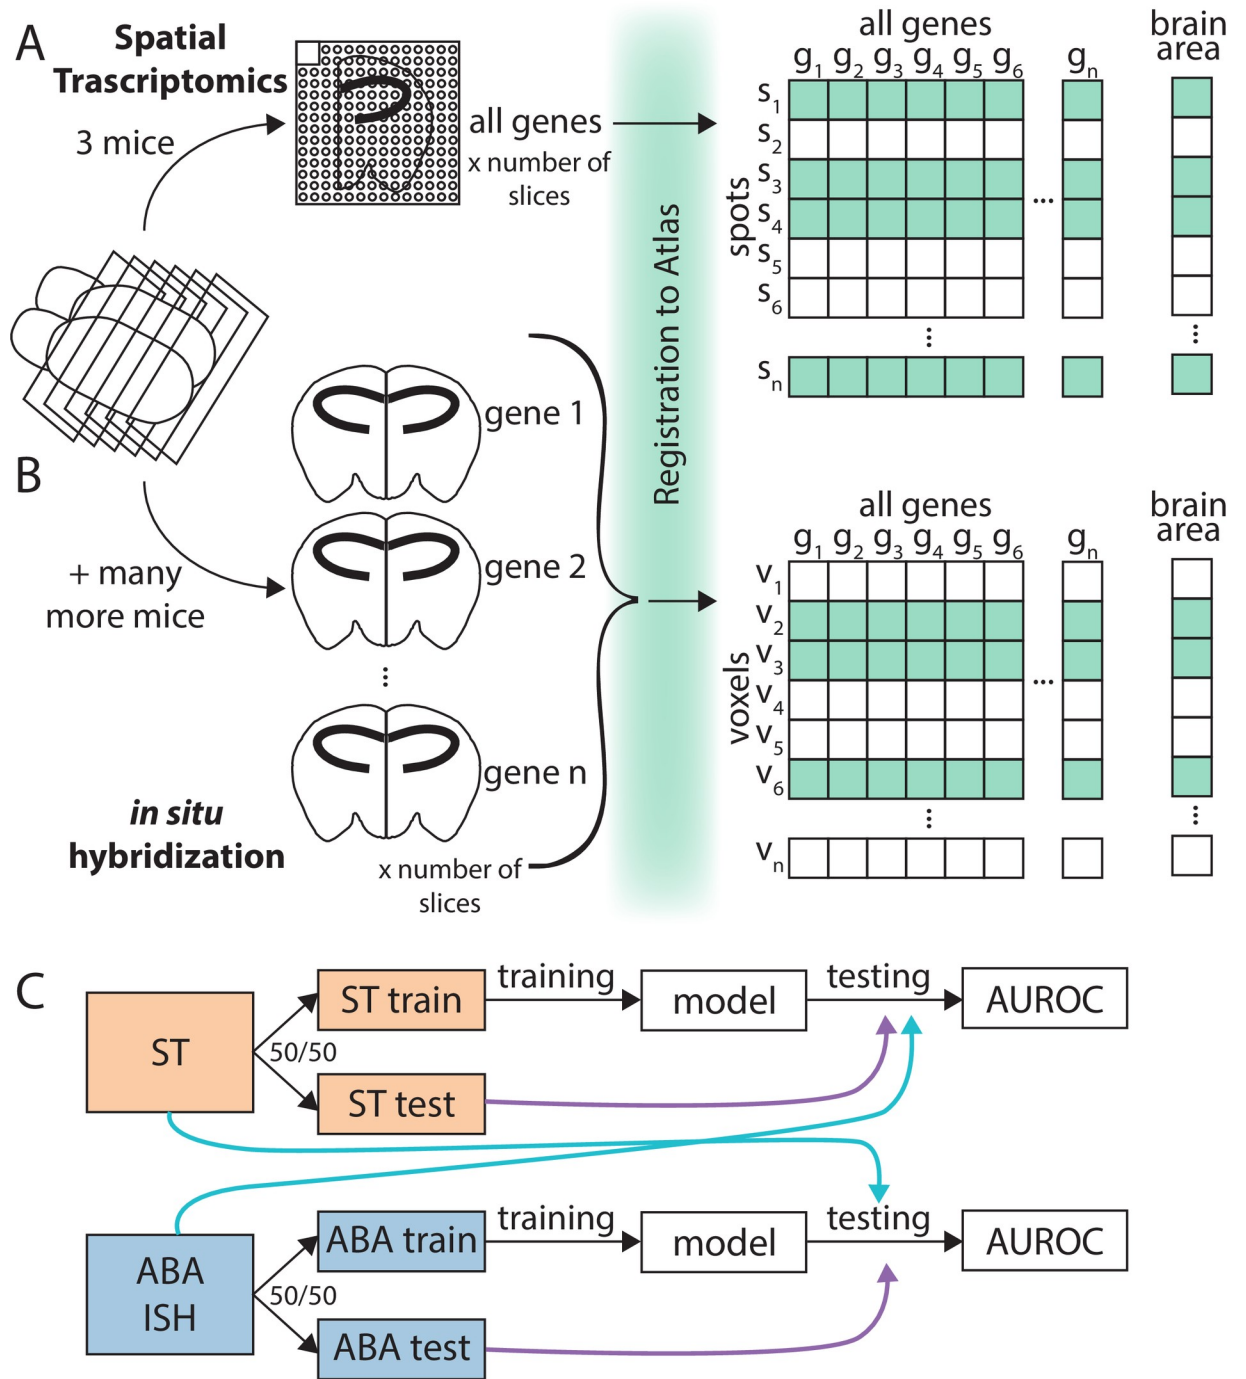 A
Spatial
Trascriptomics
3 mice
all genes
x number of
slices
Registration to Atlas
all genes
g1 g2 g3 g4 g5 g6 gn
brain
area
spots
s1
s2
s3
s4
s5
s6
...
sn
B
+ many
more mice
in situ
hybridization
gene 1
gene 2
gene n
x number of
slices
all genes
g1 g2 g3 g4 g5 g6 gn
brain
area
voxels
v1
v2
v3
v4
v5
v6
...
vn
C
ST
50/50
ST train
ST test
training
model
testing
AUROC
ABA
ISH
50/50
ABA train
ABA test
training
model
testing
AUROC